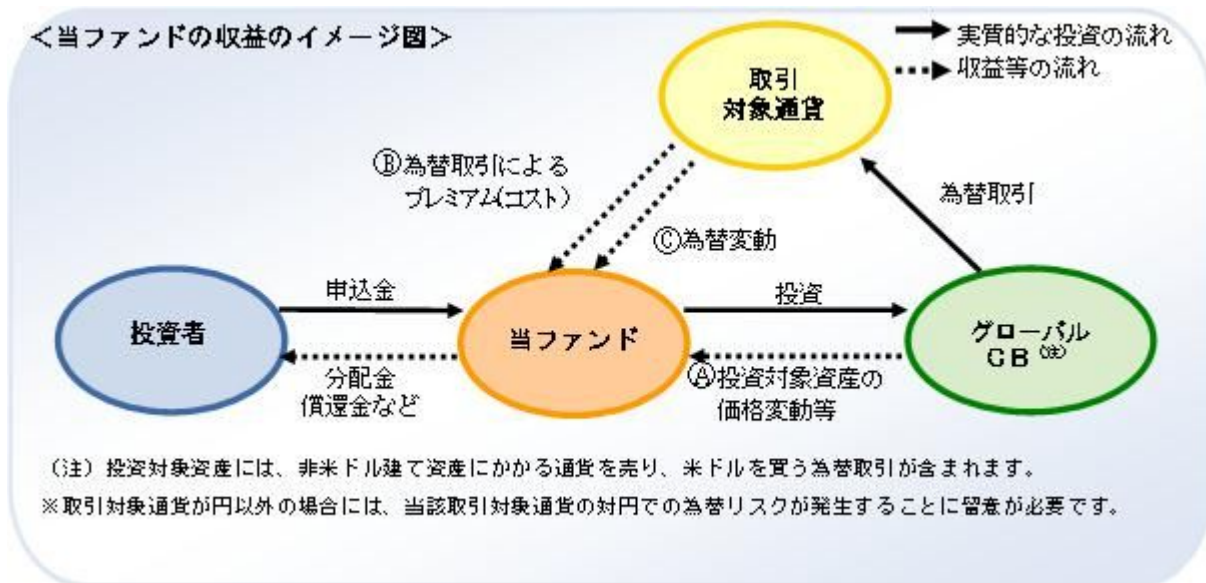 ＜当ファンドの収益のイメージ図＞
実質的な投資の流れ
収益等の流れ
取引
対象通貨
Ⓑ為替取引による
プレミアム(コスト)
為替取引
Ⓒ為替変動
申込金
投資
投資者
当ファンド
グローバル
CB（注）
分配金
償還金など
Ⓐ投資対象資産の
価格変動等
（注）投資対象資産には、非米ドル建て資産にかかる通貨を売り、米ドルを買う為替取引が含まれます。
※取引対象通貨が円以外の場合には、当該取引対象通貨の対円での為替リスクが発生することに留意が必要です。